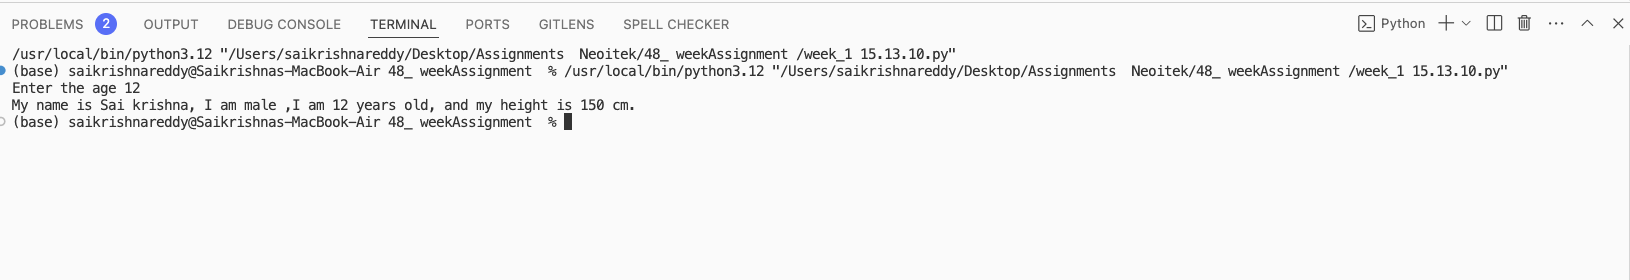 PROBLEMS 2 OUTPUT DEBUG CONSOLE TERMINAL PORTS GITLENS SPELL CHECKER Python
/usr/local/bin/python3.12 "/Users/saikrishnareddy/Desktop/Assignments  Neoitek/48_ weekAssignment /week_1 15.13.10.py"
(base) saikrishnareddy@Saikrishnas-MacBook-Air 48_ weekAssignment  % /usr/local/bin/python3.12 "/Users/saikrishnareddy/Desktop/Assignments  Neoitek/48_ weekAssignment /week_1 15.13.10.py"
Enter the age 12
My name is Sai krishna, I am male ,I am 12 years old, and my height is 150 cm.
(base) saikrishnareddy@Saikrishnas-MacBook-Air 48_ weekAssignment  %